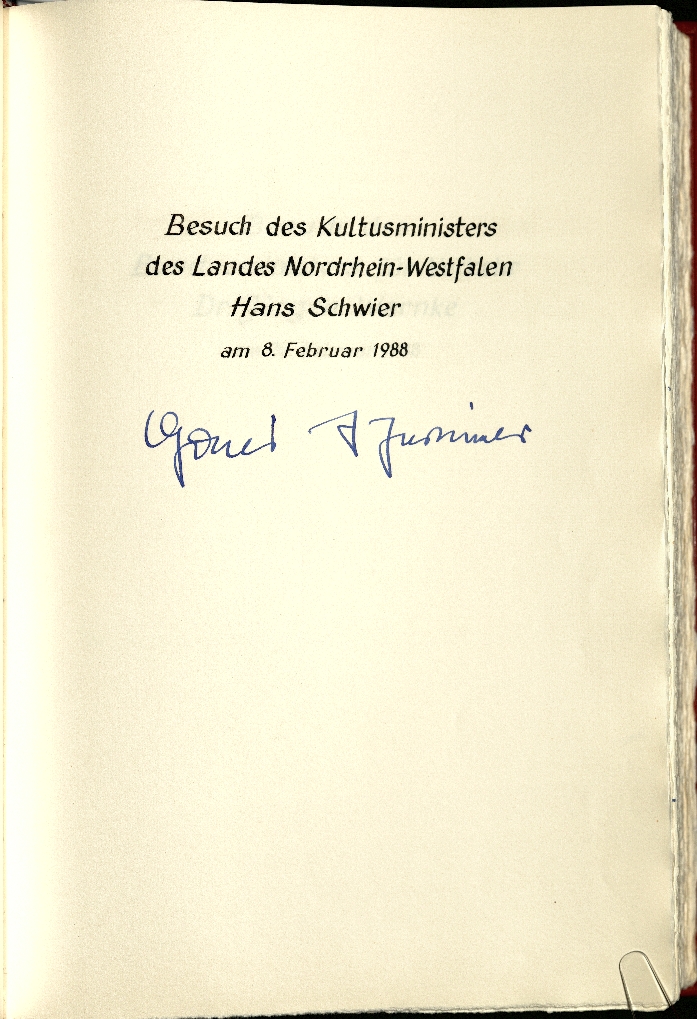 Besuch des Kultusministers
des Landes Nordrhein-Westfalen
Hans Schwier
am 8. Februar 1988